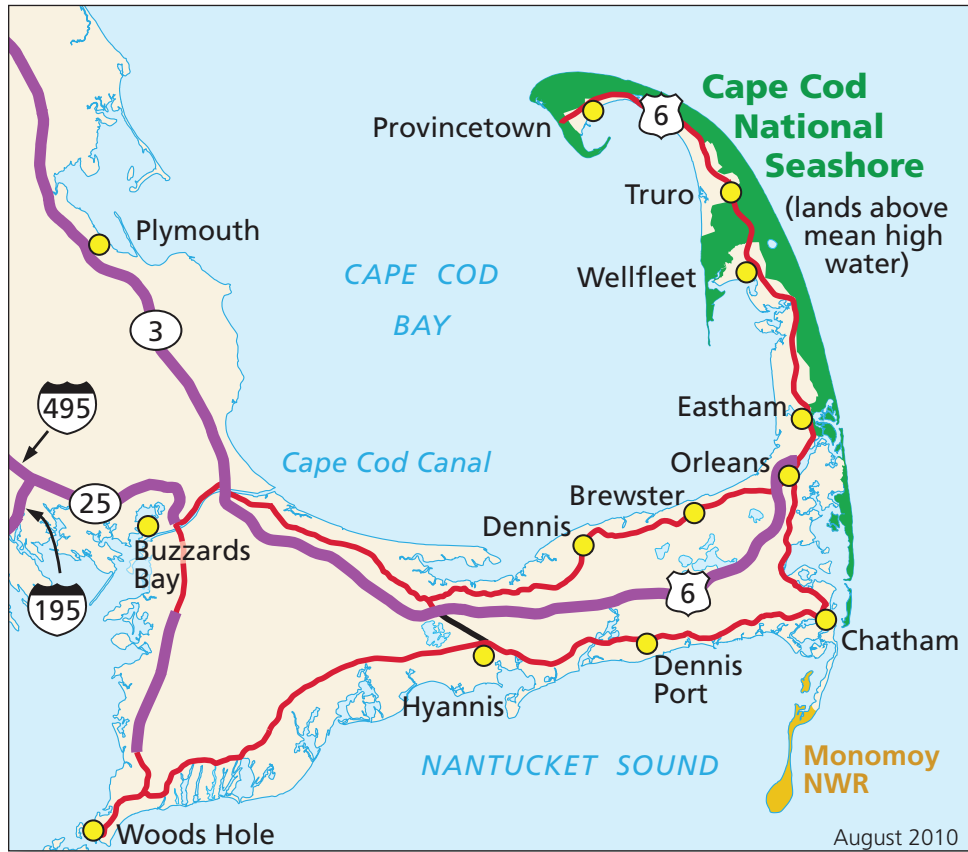 Cape Cod
National
Seashore
(lands above
mean high
water)
Provincetown
6
Truro
Plymouth
Wellfleet
CAPE COD
BAY
3
495
Eastham
Cape Cod Canal
Orleans
25
Brewster
Dennis
Buzzards
Bay
195
6
Chatham
Dennis
Port
Hyannis
NANTUCKET SOUND
Monomoy
NWR
Woods Hole
August 2010